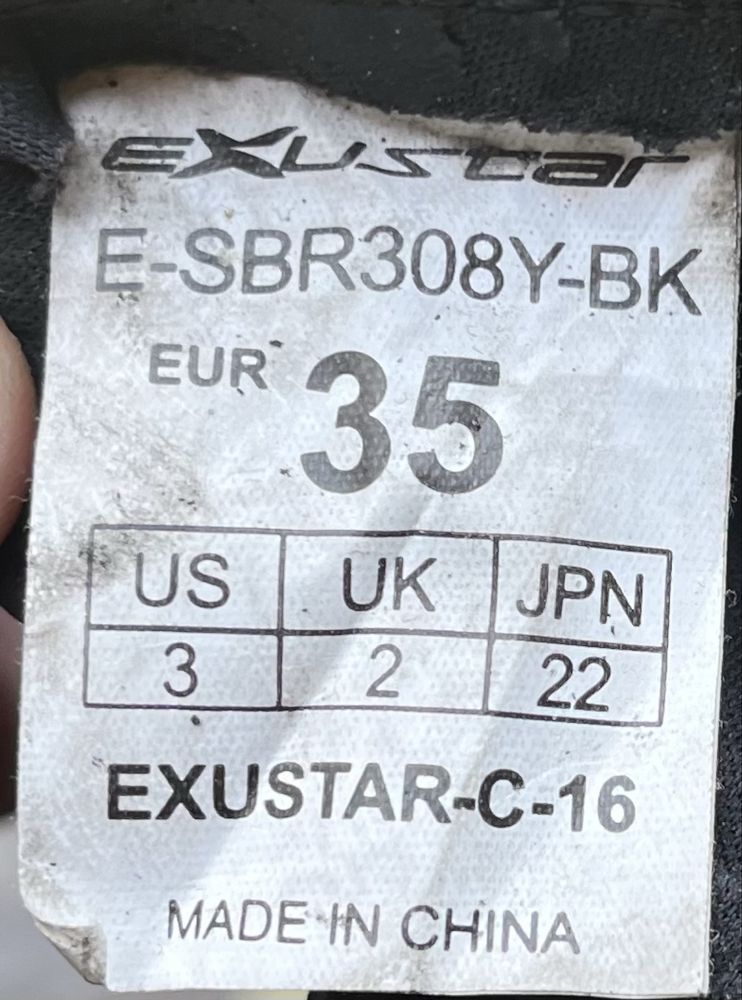 exustar
E-SBR308Y-BK
EUR 35
US UK JPN
3 2 22
EXUSTAR-C-16
MADE IN CHINA